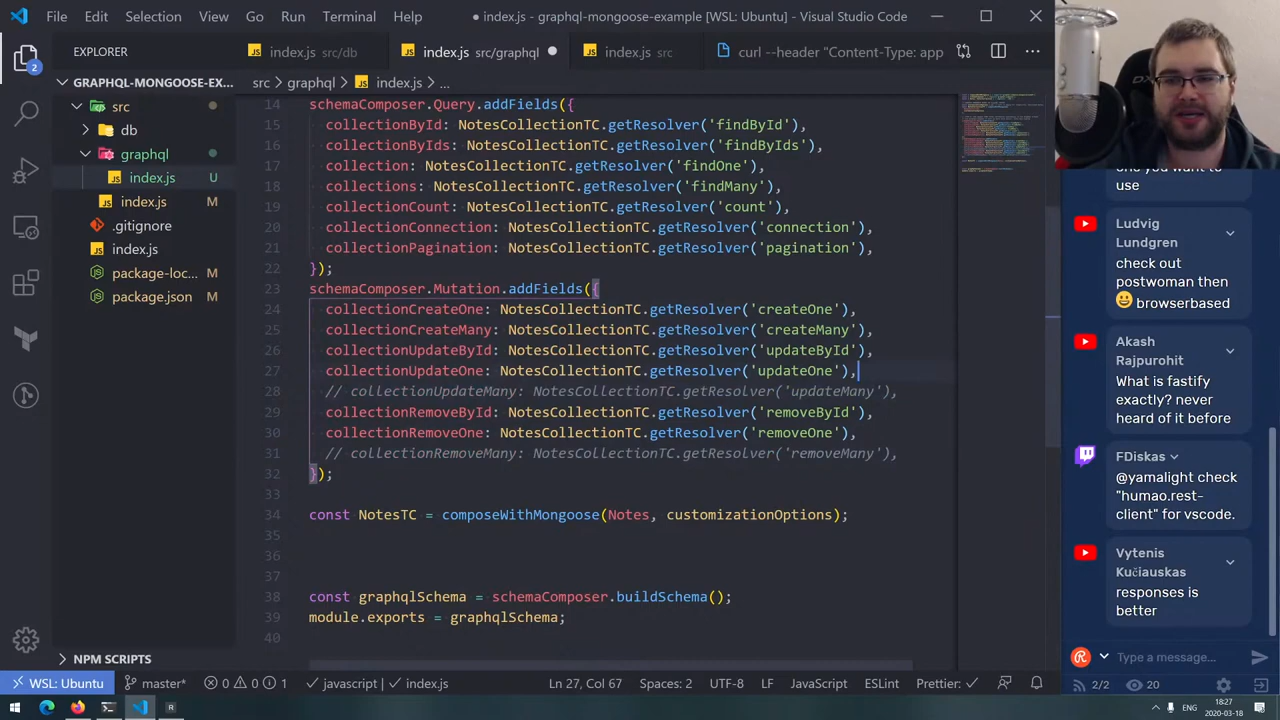 File Edit Selection View Go Run Terminal Help
● index.js - graphql-mongoose-example [WSL: Ubuntu] - Visual Studio Code
EXPLORER
index.js src/db
index.js src/graphql
index.js src
curl --header "Content-Type: app
GRAPHQL-MONGOOSE-EX...
src > graphql > index.js > ...
src
db
graphql
index.js U
index.js M
.gitignore
index.js
package-loc... M
package.json M
2
schemaComposer.Query.addFields({
15 collectionById: NotesCollectionTC.getResolver('findById'),
16 collectionByIds: NotesCollectionTC.getResolver('findByIds'),
17 collection: NotesCollectionTC.getResolver('findOne'),
18 collections: NotesCollectionTC.getResolver('findMany'),
19 collectionCount: NotesCollectionTC.getResolver('count'),
20 collectionConnection: NotesCollectionTC.getResolver('connection'),
21 collectionPagination: NotesCollectionTC.getResolver('pagination'),
22 });
23 schemaComposer.Mutation.addFields({
24 collectionCreateOne: NotesCollectionTC.getResolver('createOne'),
25 collectionCreateMany: NotesCollectionTC.getResolver('createMany'),
26 collectionUpdateById: NotesCollectionTC.getResolver('updateById'),
27 collectionUpdateOne: NotesCollectionTC.getResolver('updateOne'),
28 // collectionUpdateMany: NotesCollectionTC.getResolver('updateMany'),
29 collectionRemoveById: NotesCollectionTC.getResolver('removeById'),
30 collectionRemoveOne: NotesCollectionTC.getResolver('removeOne'),
31 // collectionRemoveMany: NotesCollectionTC.getResolver('removeMany'),
32 });
33
34 const NotesTC = composeWithMongoose(Notes, customizationOptions);
35
36
37
38 const graphqlSchema = schemaComposer.buildSchema();
39 module.exports = graphqlSchema;
40
NPM SCRIPTS
WSL: Ubuntu master* 0 0 1 javascript | index.js Ln 27, Col 67 Spaces: 2 UTF-8 LF JavaScript ESLint Prettier:
use
Ludvig
Lundgren
check out
postwoman then
😀 browserbased
Akash
Rajpurohit
What is fastify
exactly? never
heard of it before
FDiskas
@yamalight check
"humao.rest-
client" for vscode.
Vytenis
Kučiauskas
responses is
better
Type a message...
2/2 20
ENG
18:27
2020-03-18